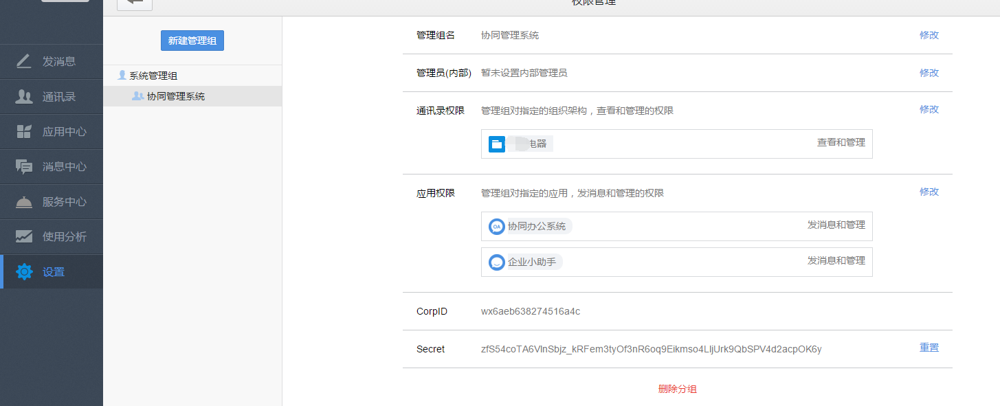 权限管理
发消息
通讯录
应用中心
消息中心
服务中心
使用分析
设置
新建管理组
系统管理组
协同管理系统
管理组名 协同管理系统 修改
管理员(内部) 暂未设置内部管理员 修改
通讯录权限 管理组对指定的组织架构，查看和管理的权限 修改
电器 查看和管理
应用权限 管理组对指定的应用，发消息和管理的权限 修改
OA 协同办公系统 发消息和管理
企业小助手 发消息和管理
CorpID wx6aeb638274516a4c
Secret zfS54coTA6VlnSbjz_kRFem3tyOf3nR6oq9Eikmso4LIjUrk9QbSPV4d2acpOK6y 重置
删除分组